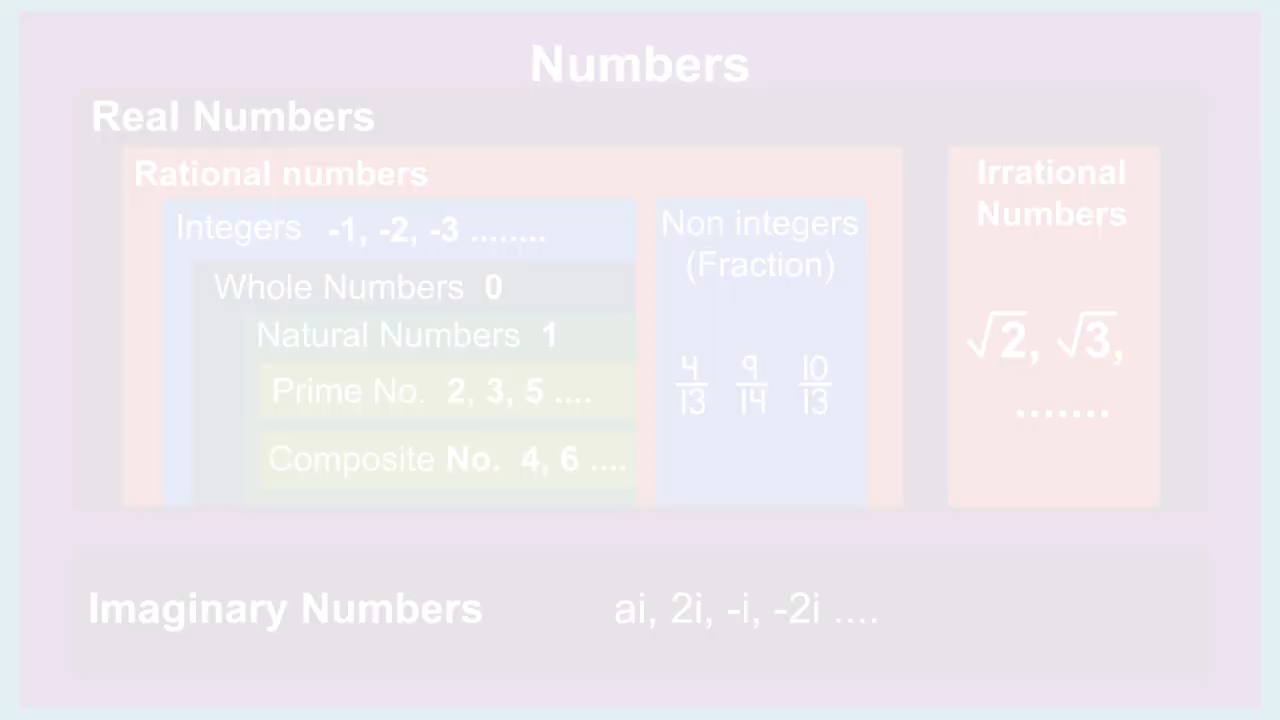 Numbers
Real Numbers
Rational numbers
Integers -1, -2, -3 ........
Whole Numbers 0
Natural Numbers 1
Prime No. 2, 3, 5 ....
Composite No. 4, 6 ....
Non integers
(Fraction)
4/13 9/14 10/13
Irrational
Numbers
√2, √3,
.......
Imaginary Numbers ai, 2i, -i, -2i ....